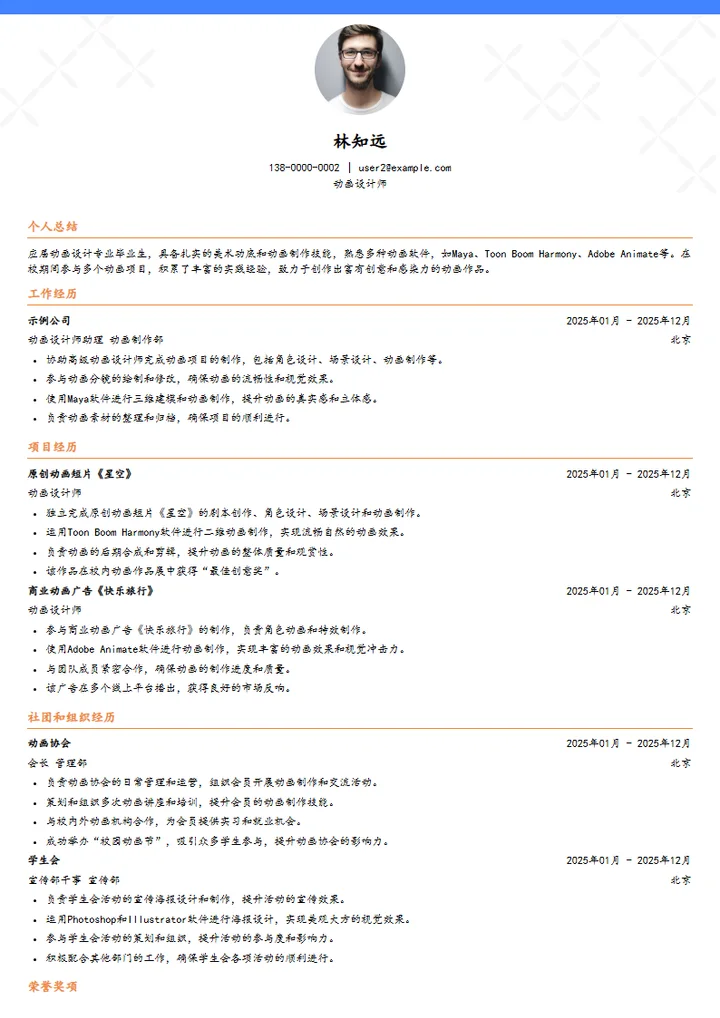 林知远
138-0000-0002 | user2@example.com
动画设计师
个人总结
应届动画设计专业毕业生，具备扎实的美术功底和动画制作技能，熟悉多种动画软件，如Maya、Toon Boom Harmony、Adobe Animate等。在
校期间参与多个动画项目，积累了丰富的实践经验，致力于创作出富有创意和感染力的动画作品。
工作经历
示例公司 2025年01月 - 2025年12月
动画设计师助理 动画制作部 北京
• 协助高级动画设计师完成动画项目的制作，包括角色设计、场景设计、动画制作等。
• 参与动画分镜的绘制和修改，确保动画的流畅性和视觉效果。
• 使用Maya软件进行三维建模和动画制作，提升动画的真实感和立体感。
• 负责动画素材的整理和归档，确保项目的顺利进行。
项目经历
原创动画短片《星空》 2025年01月 - 2025年12月
动画设计师 北京
• 独立完成原创动画短片《星空》的剧本创作、角色设计、场景设计和动画制作。
• 运用Toon Boom Harmony软件进行二维动画制作，实现流畅自然的动画效果。
• 负责动画的后期合成和剪辑，提升动画的整体质量和观赏性。
• 该作品在校内动画作品展中获得“最佳创意奖”。
商业动画广告《快乐旅行》 2025年01月 - 2025年12月
动画设计师 北京
• 参与商业动画广告《快乐旅行》的制作，负责角色动画和特效制作。
• 使用Adobe Animate软件进行动画制作，实现丰富的动画效果和视觉冲击力。
• 与团队成员紧密合作，确保动画的制作进度和质量。
• 该广告在多个线上平台播出，获得良好的市场反响。
社团和组织经历
动画协会 2025年01月 - 2025年12月
会长 管理部 北京
• 负责动画协会的日常管理和运营，组织会员开展动画制作和交流活动。
• 策划和组织多次动画讲座和培训，提升会员的动画制作技能。
• 与校内外动画机构合作，为会员提供实习和就业机会。
• 成功举办“校园动画节”，吸引众多学生参与，提升动画协会的影响力。
学生会 2025年01月 - 2025年12月
宣传部干事 宣传部 北京
• 负责学生会活动的宣传海报设计和制作，提升活动的宣传效果。
• 运用Photoshop和Illustrator软件进行海报设计，实现美观大方的视觉效果。
• 参与学生会活动的策划和组织，提升活动的参与度和影响力。
• 积极配合其他部门的工作，确保学生会各项活动的顺利进行。
荣誉奖项